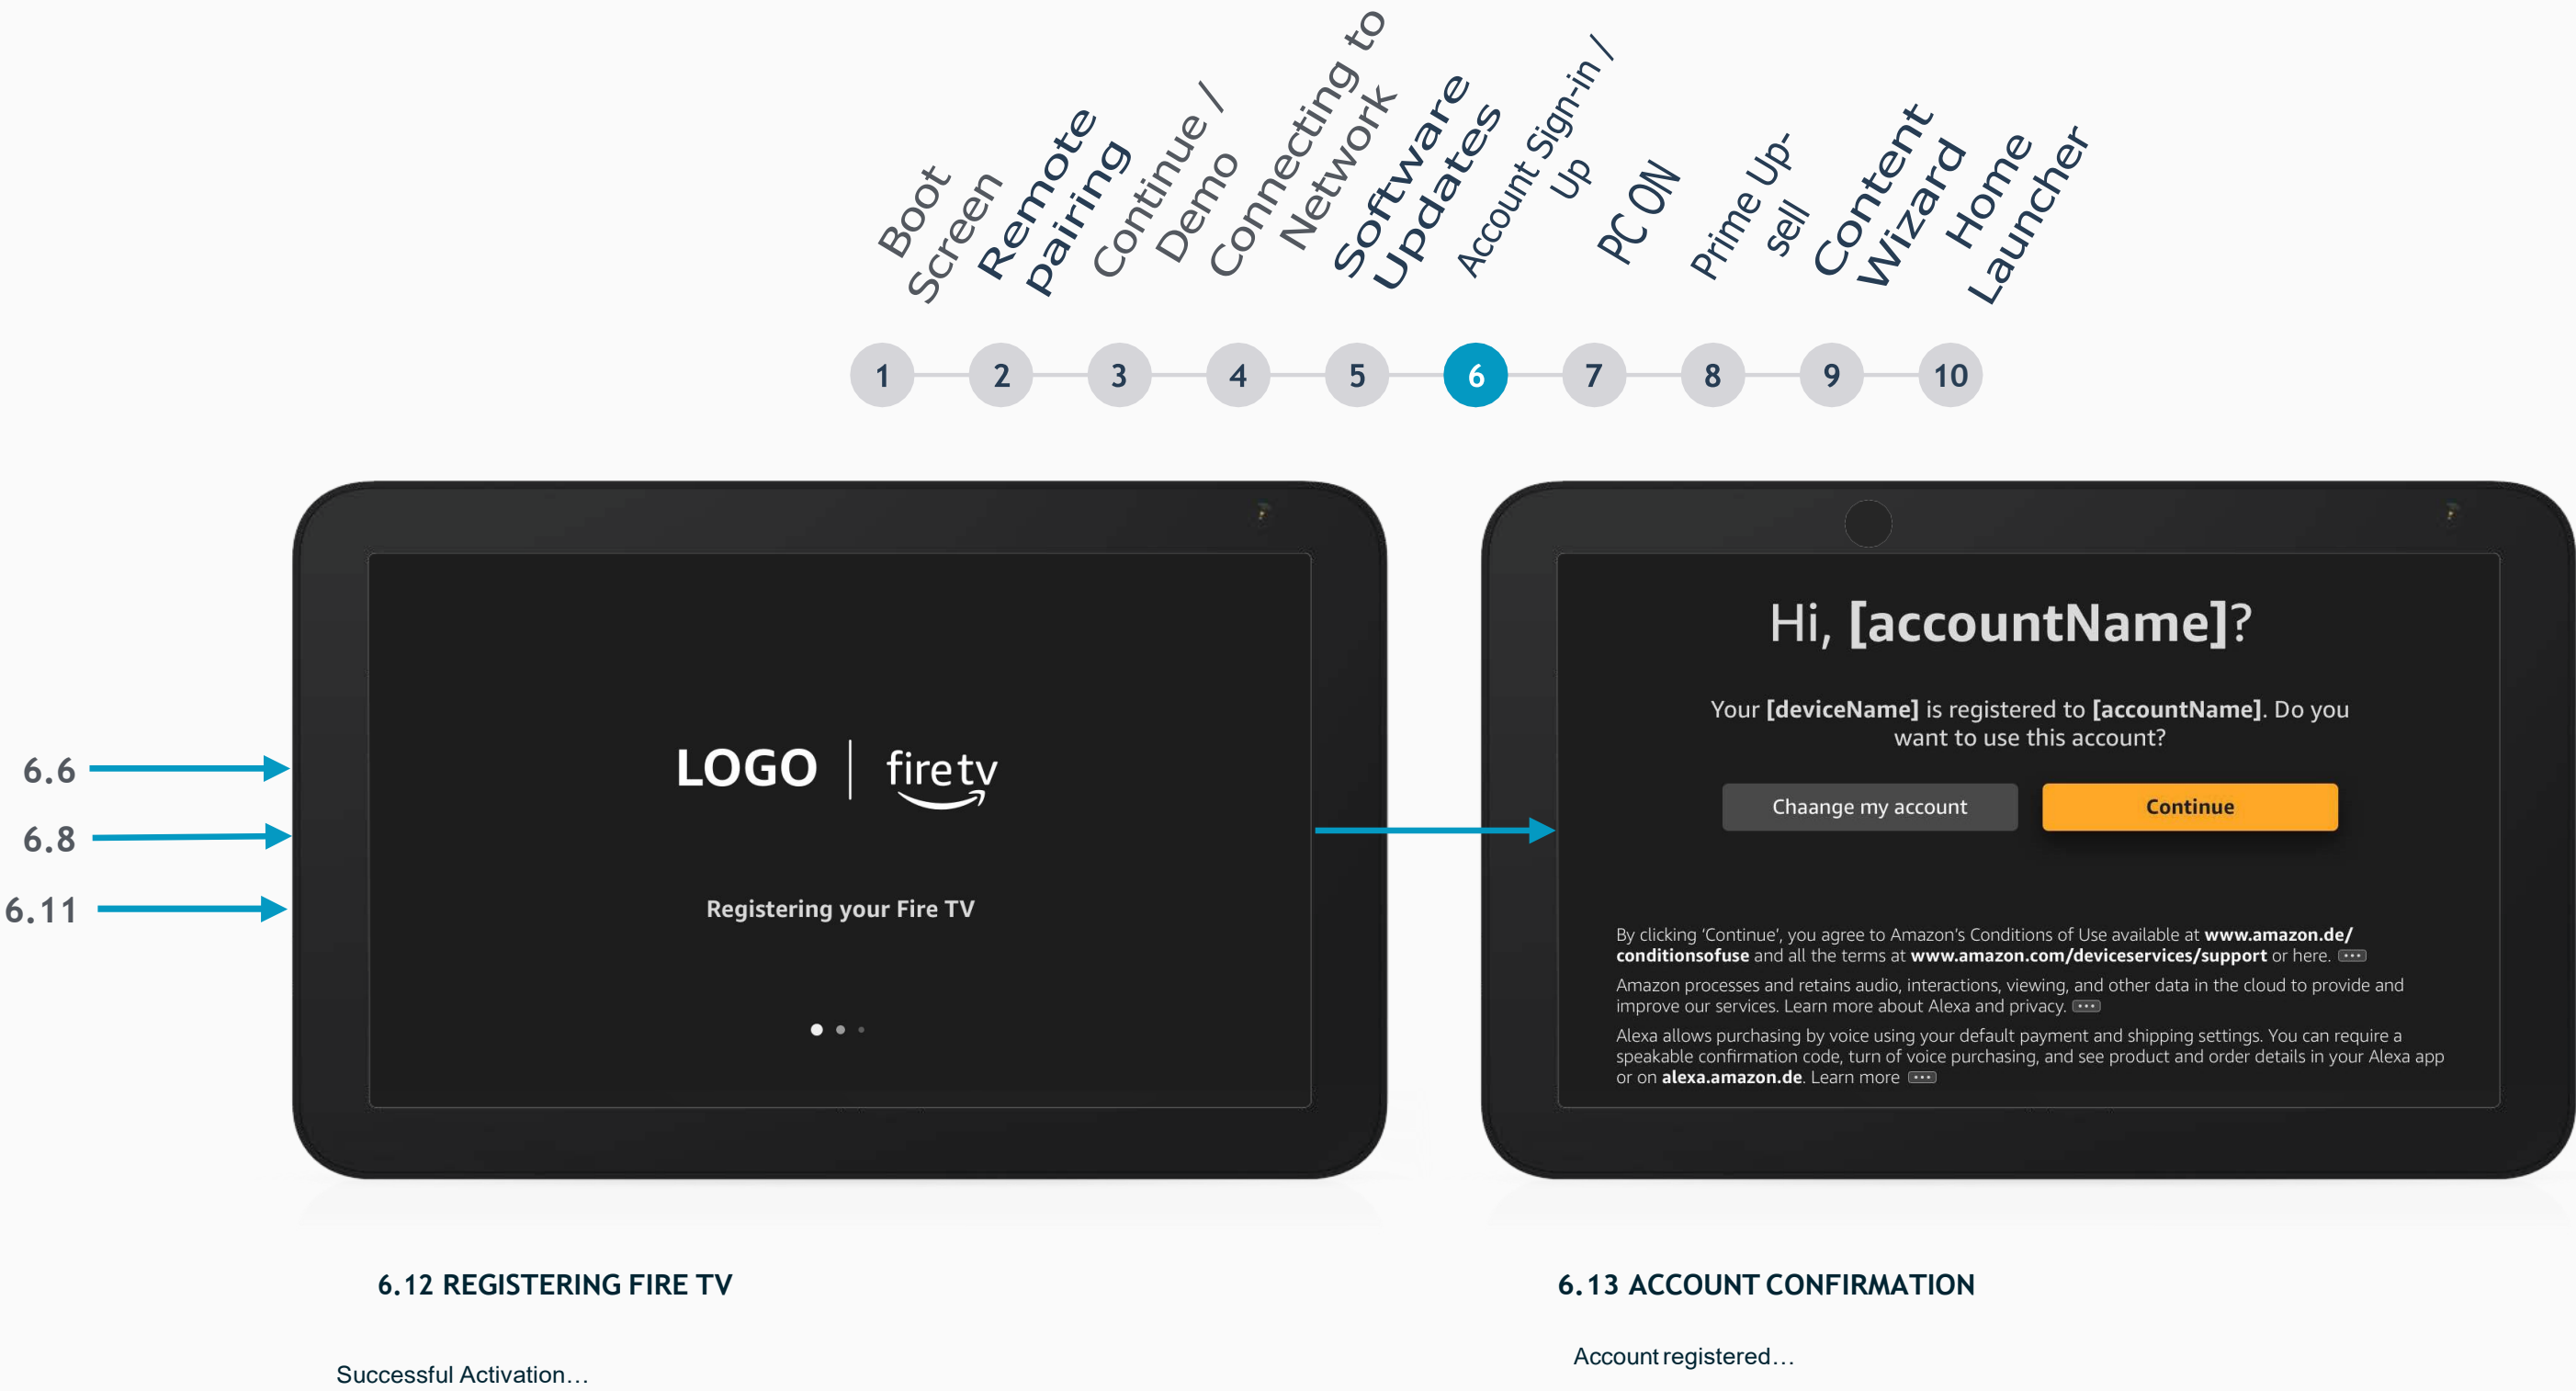 Boot
Screen
Remote
pairing
Continue /
Demo
Connecting to
Network
Software
Updates
Account Sign-in /
Up
PC ON
Prime Up-
sell
Content
Wizard
Home
Launcher
1 2 3 4 5 6 7 8 9 10
6.6
6.8
6.11
LOGO | fire tv
Registering your Fire TV
6.12 REGISTERING FIRE TV
Successful Activation…
Hi, [accountName]?
Your [deviceName] is registered to [accountName]. Do you
want to use this account?
Chaange my account
Continue
By clicking ‘Continue’, you agree to Amazon’s Conditions of Use available at www.amazon.de/
conditionsofuse and all the terms at www.amazon.com/deviceservices/support or here.
Amazon processes and retains audio, interactions, viewing, and other data in the cloud to provide and
improve our services. Learn more about Alexa and privacy.
Alexa allows purchasing by voice using your default payment and shipping settings. You can require a
speakable confirmation code, turn of voice purchasing, and see product and order details in your Alexa app
or on alexa.amazon.de. Learn more
6.13 ACCOUNT CONFIRMATION
Account registered…